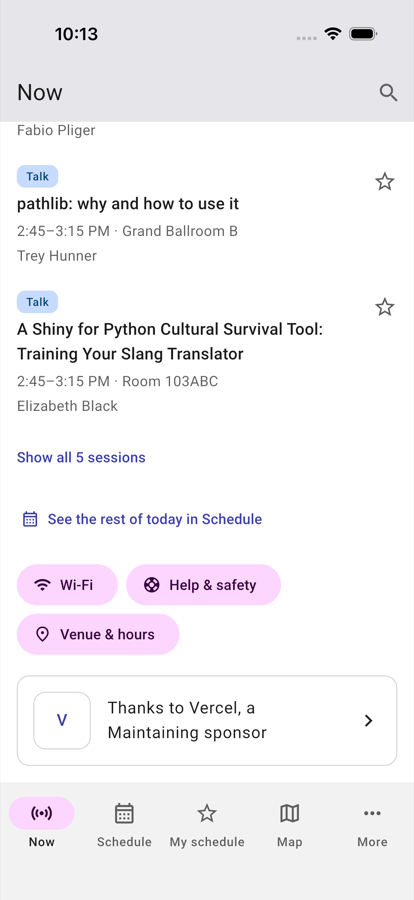 10:13
Now
Fabio Pliger
Talk
pathlib: why and how to use it
2:45–3:15 PM · Grand Ballroom B
Trey Hunner
Talk
A Shiny for Python Cultural Survival Tool:
Training Your Slang Translator
2:45–3:15 PM · Room 103ABC
Elizabeth Black
Show all 5 sessions
See the rest of today in Schedule
Wi-Fi
Help & safety
Venue & hours
V
Thanks to Vercel, a
Maintaining sponsor
Now
Schedule
My schedule
Map
More